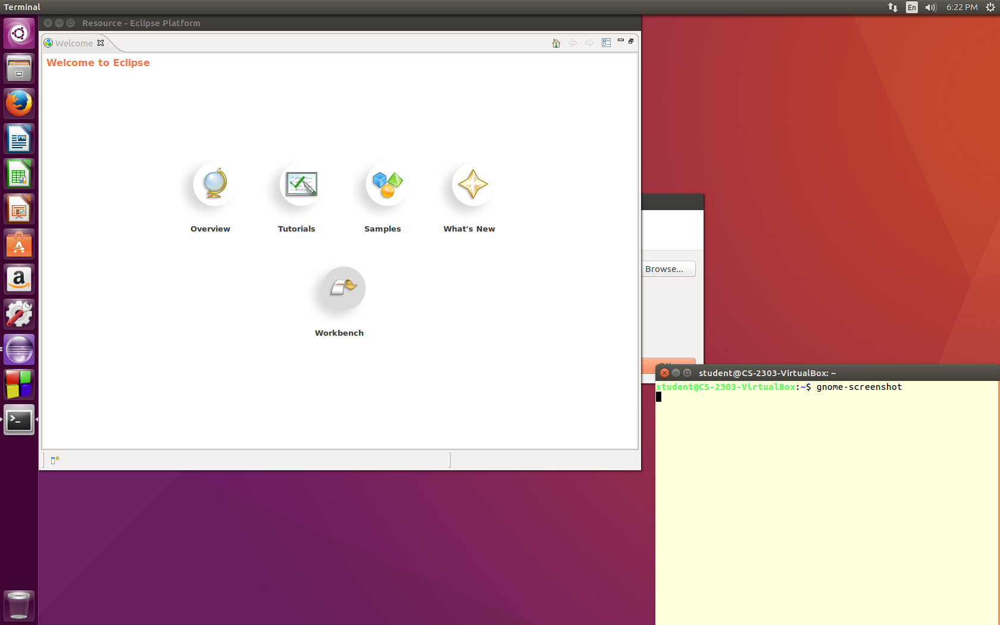 Terminal
En
6:22 PM
Resource - Eclipse Platform
Welcome
Welcome to Eclipse
Overview
Tutorials
Samples
What's New
Workbench
Browse...
student@CS-2303-VirtualBox: ~
student@CS-2303-VirtualBox:~$ gnome-screenshot